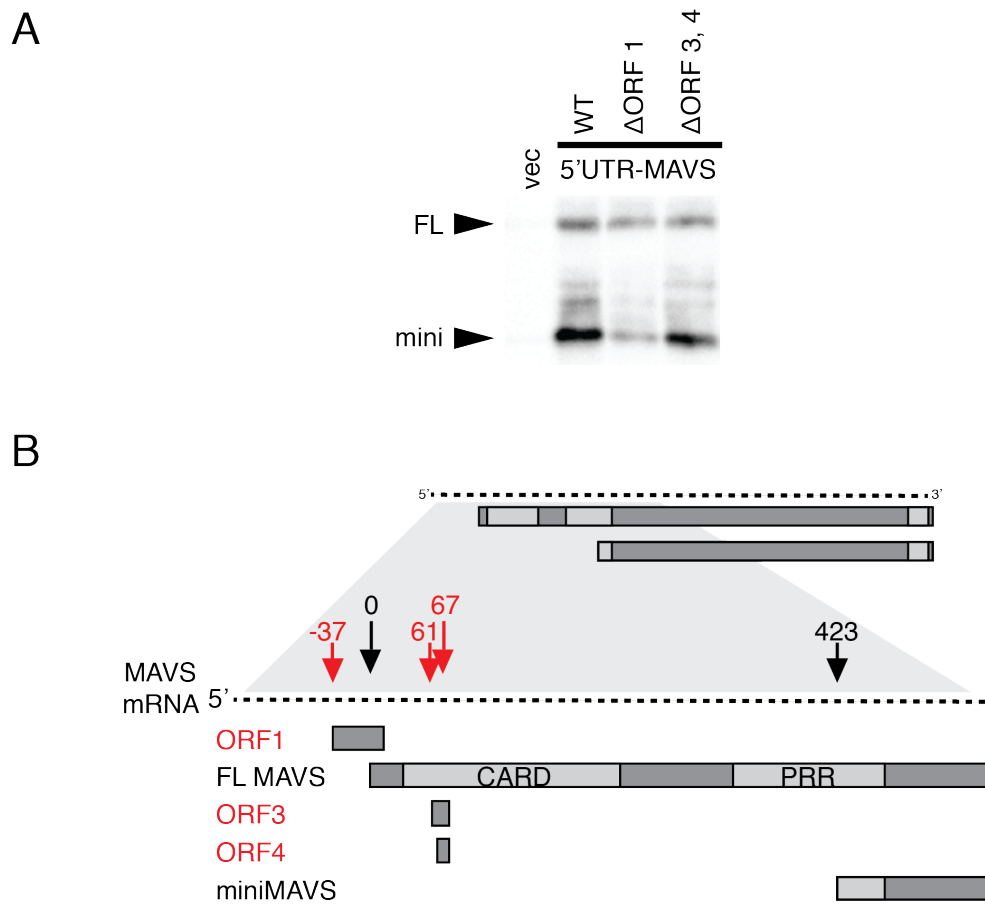 A
vec
WT
ΔORF 1
ΔORF 3, 4
5'UTR-MAVS
FL
mini
B
5' 3'
-37 0 61 67 423
MAVS
mRNA 5'
ORF1
FL MAVS CARD PRR
ORF3
ORF4
miniMAVS